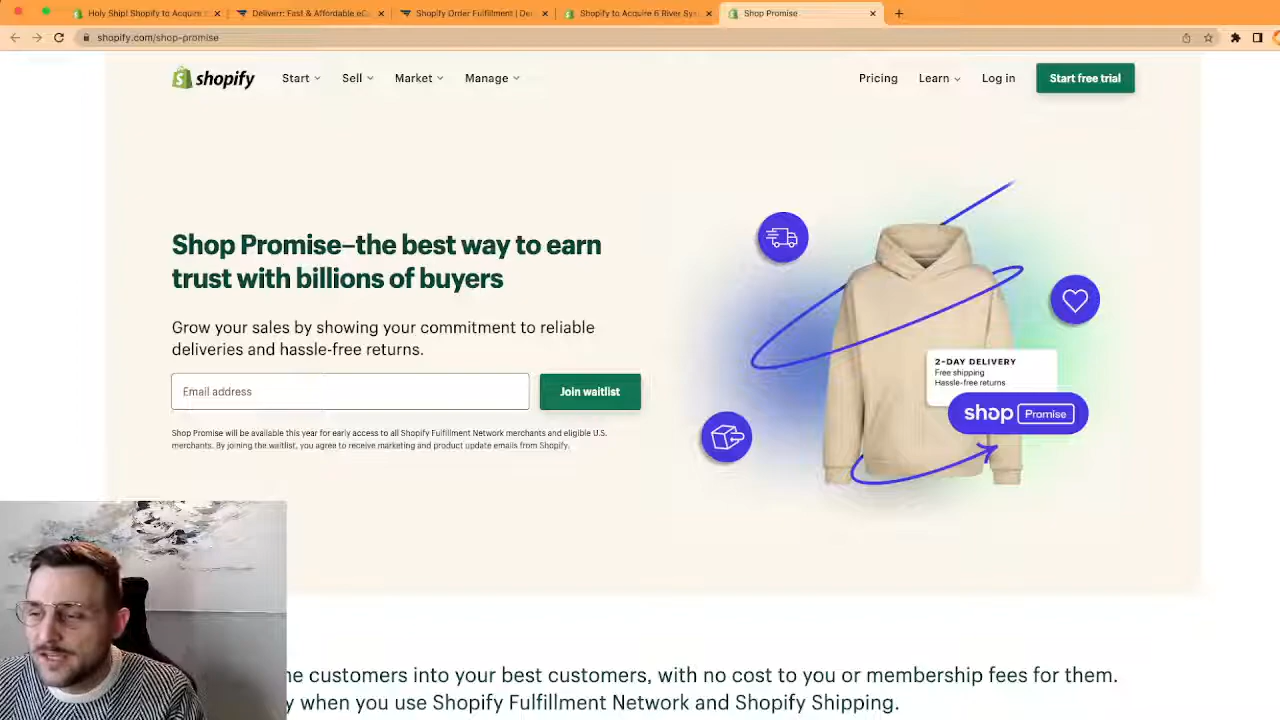 Holy Ship! Shopify to Acquire
Deliverr: Fast & Affordable eC
Shopify Order Fulfillment | De
Shopify to Acquire 6 River Sys
Shop Promise
shopify.com/shop-promise
shopify
Start
Sell
Market
Manage
Pricing
Learn
Log in
Start free trial
Shop Promise–the best way to earn
trust with billions of buyers
Grow your sales by showing your commitment to reliable
deliveries and hassle-free returns.
Email address
Join waitlist
Shop Promise will be available this year for early access to all Shopify Fulfillment Network merchants and eligible U.S.
merchants. By joining the waitlist, you agree to receive marketing and product update emails from Shopify.
2-DAY DELIVERY
Free shipping
Hassle-free returns
shop Promise
me customers into your best customers, with no cost to you or membership fees for them.
y when you use Shopify Fulfillment Network and Shopify Shipping.